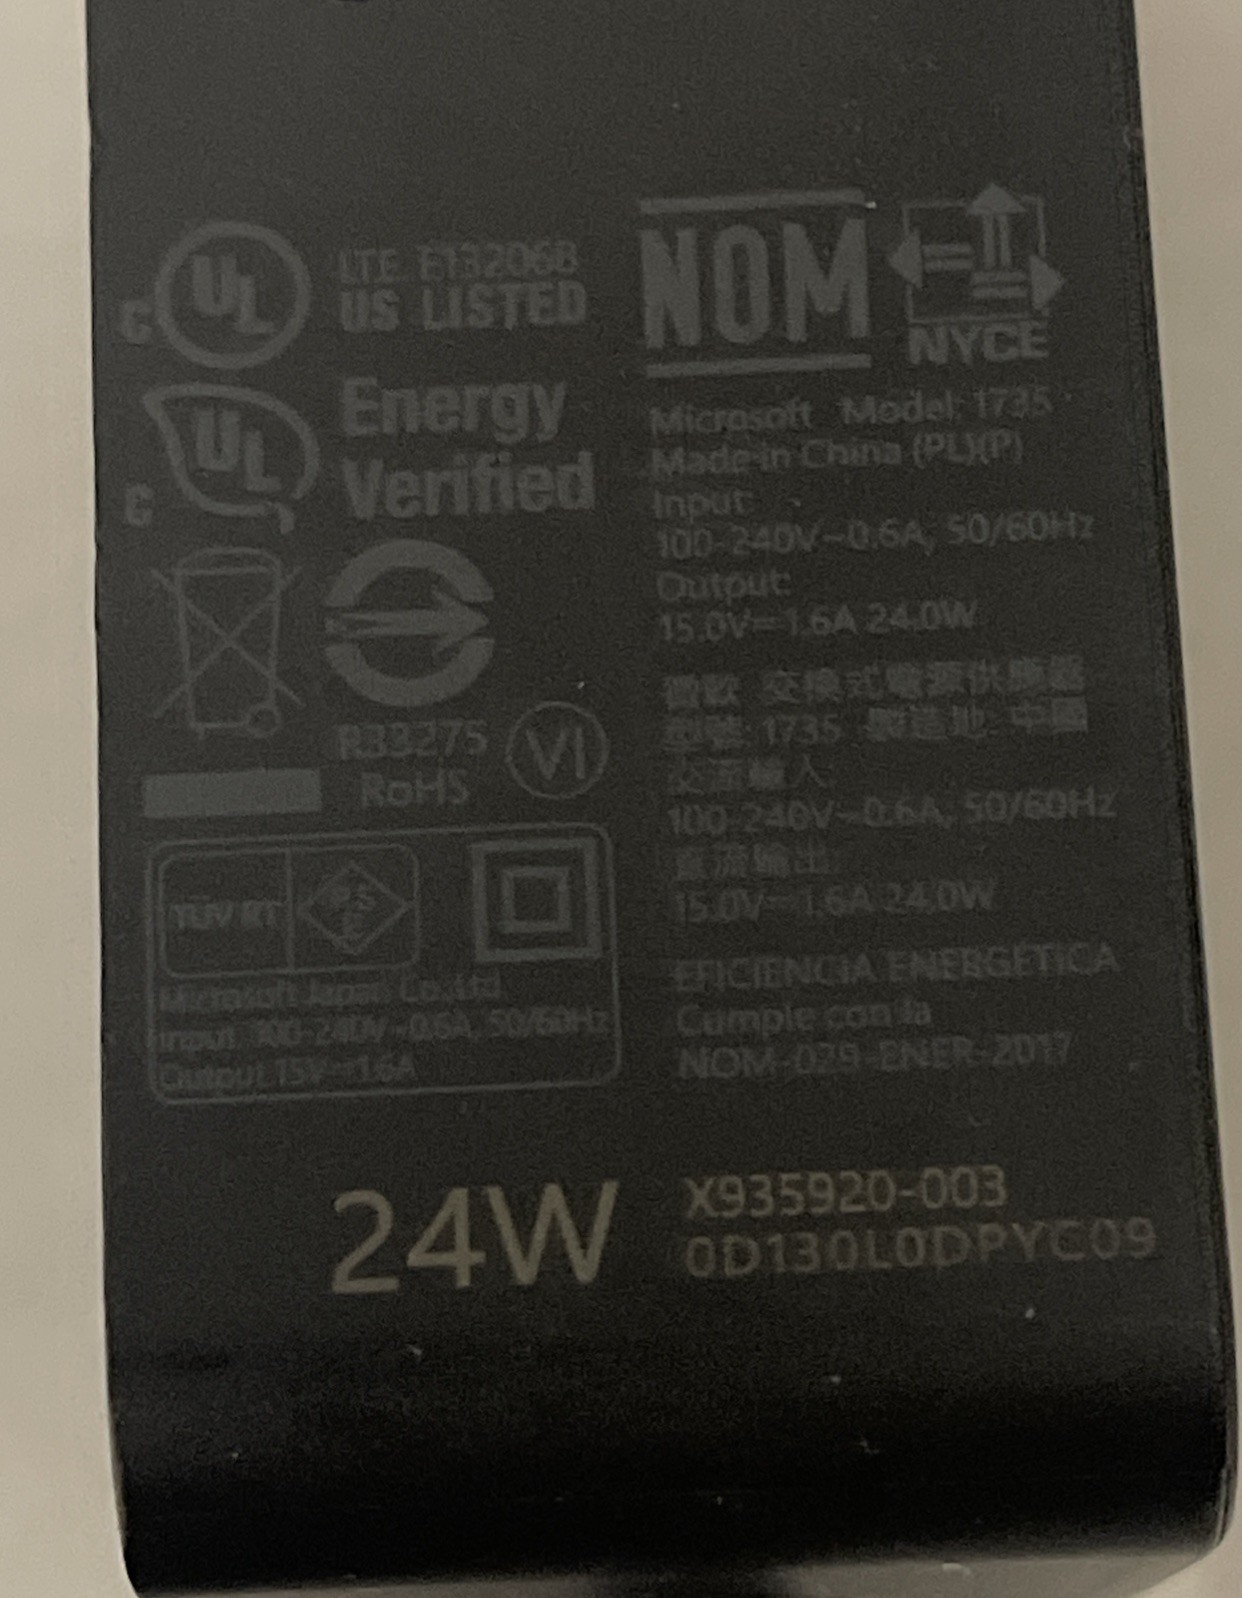 C UL LTE E132068
US LISTED
C UL Energy
Verified
R33275
RoHS
VI
TÜV RT
PS
E
Microsoft Japan Co.,Ltd.
Input 100-240V~0.6A, 50/60Hz
Output 15V⎓1.6A
NOM
NYCE
Microsoft Model 1735
Made in China (PL)(P)
Input:
100-240V~0.6A, 50/60Hz
Output:
15.0V⎓1.6A 24.0W
微軟 交換式電源供應器
型號: 1735 製造地: 中國
交流輸入
100-240V~0.6A, 50/60Hz
直流輸出
15.0V⎓1.6A 24.0W
EFICIENCIA ENERGÉTICA
Cumple con la
NOM-029-ENER-2017
24W
X935920-003
0D130L0DPYC09